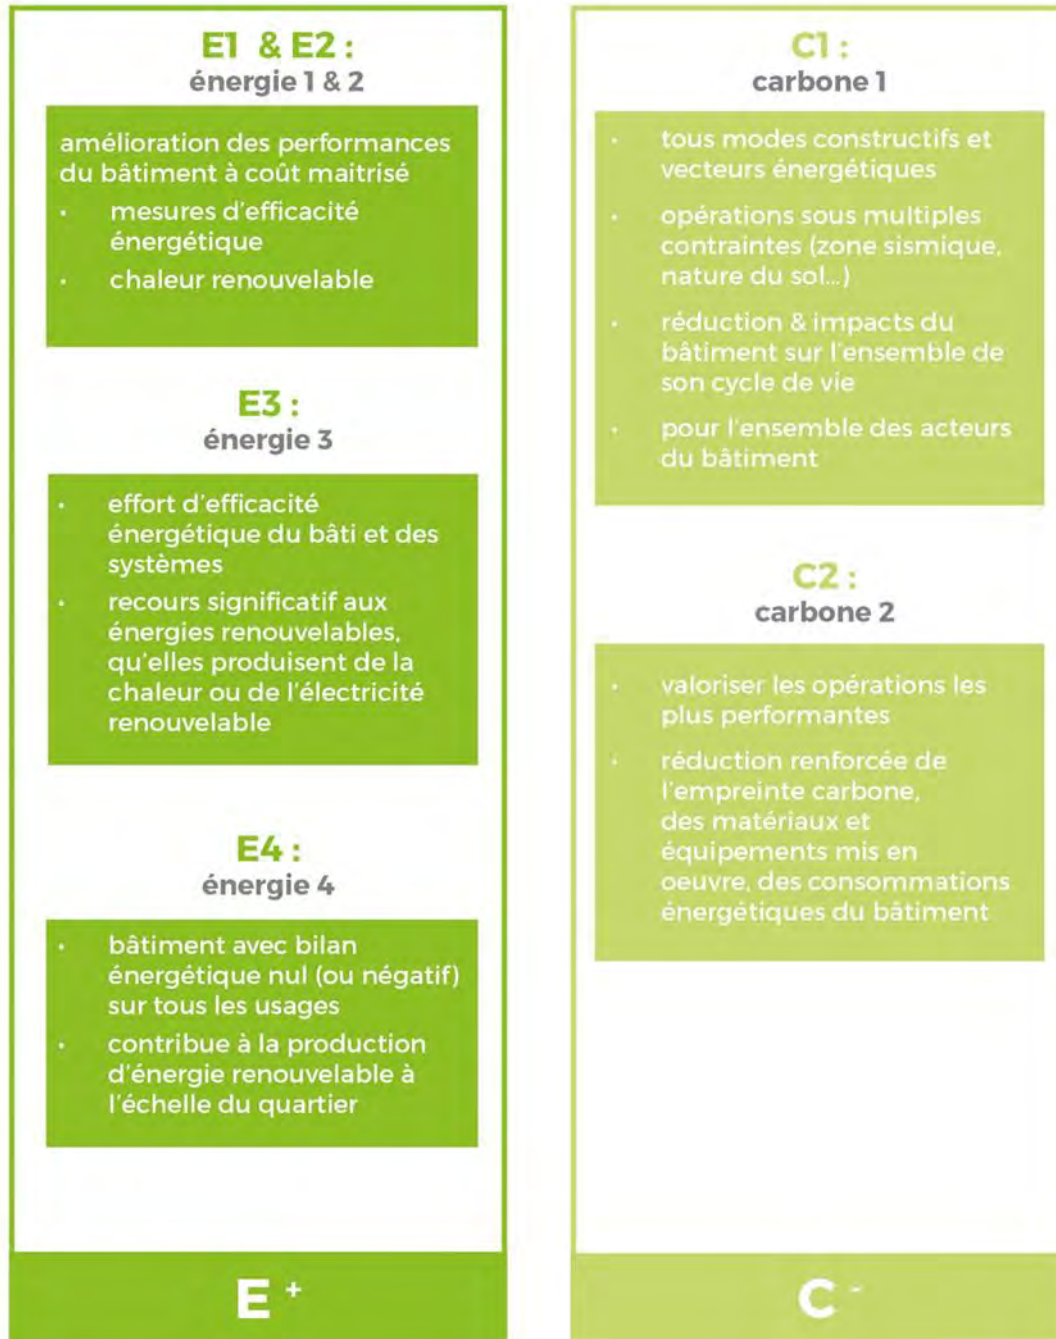 E1 & E2 :
énergie 1 & 2
amélioration des performances
du bâtiment à coût maitrisé
• mesures d'efficacité
énergétique
• chaleur renouvelable
E3 :
énergie 3
• effort d'efficacité
énergétique du bâti et des
systèmes
• recours significatif aux
énergies renouvelables,
qu'elles produisent de la
chaleur ou de l'électricité
renouvelable
E4 :
énergie 4
• bâtiment avec bilan
énergétique nul (ou négatif)
sur tous les usages
• contribue à la production
d'énergie renouvelable à
l'échelle du quartier
E +
C1 :
carbone 1
• tous modes constructifs et
vecteurs énergétiques
• opérations sous multiples
contraintes (zone sismique,
nature du sol...)
• réduction & impacts du
bâtiment sur l'ensemble de
son cycle de vie
• pour l'ensemble des acteurs
du bâtiment
C2 :
carbone 2
• valoriser les opérations les
plus performantes
• réduction renforcée de
l'empreinte carbone,
des matériaux et
équipements mis en
oeuvre, des consommations
énergétiques du bâtiment
C -